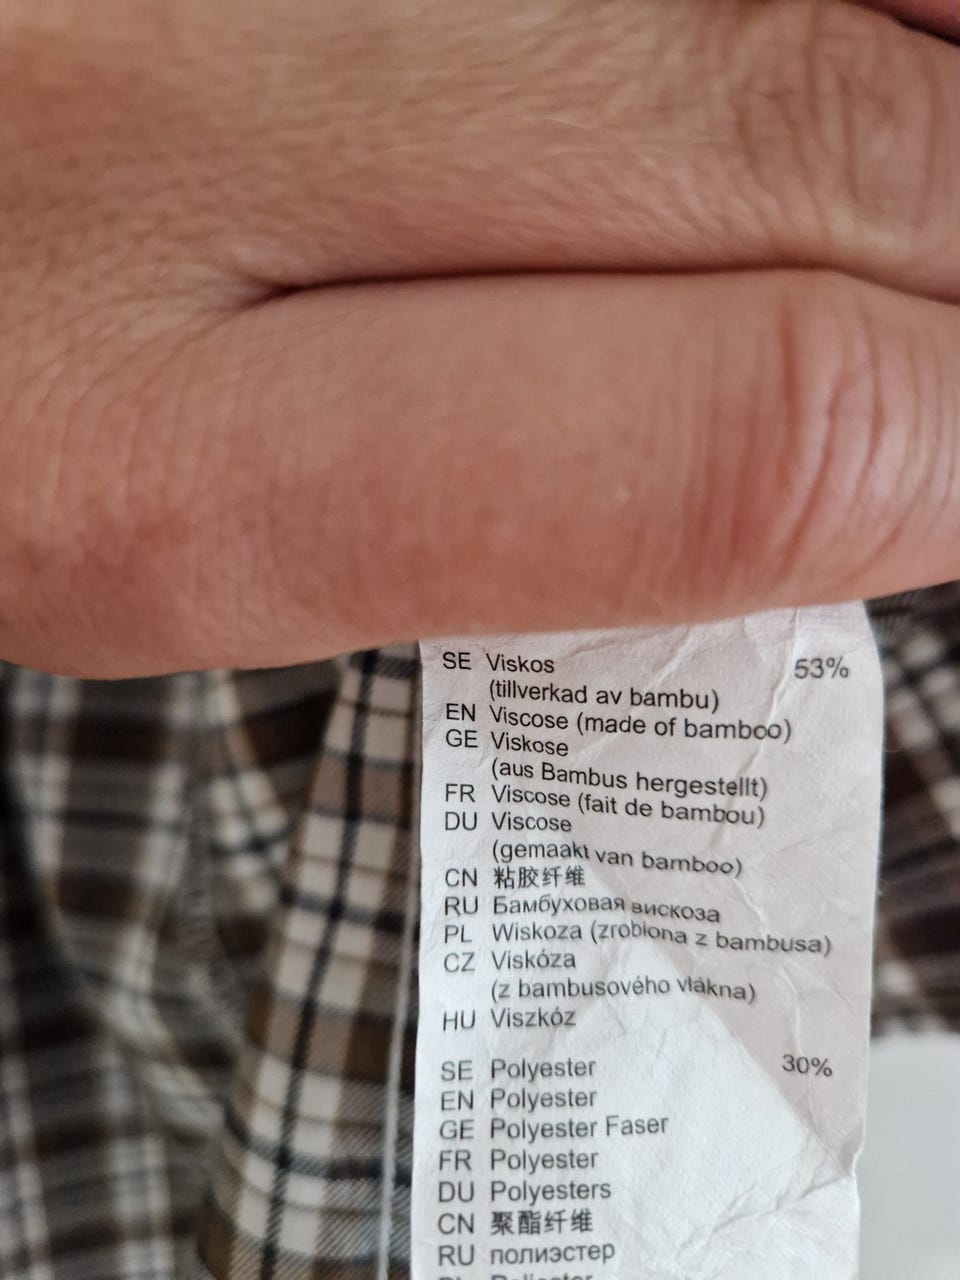 SE Viskos 53%
(tillverkad av bambu)
EN Viscose (made of bamboo)
GE Viskose
(aus Bambus hergestellt)
FR Viscose (fait de bambou)
DU Viscose
(gemaakt van bamboo)
CN 粘胶纤维
RU Бамбуховая вискоза
PL Wiskoza (zrobiona z bambusa)
CZ Viskóza
(z bambusového vlákna)
HU Viszkóz
SE Polyester 30%
EN Polyester
GE Polyester Faser
FR Polyester
DU Polyesters
CN 聚酯纤维
RU полиэстер